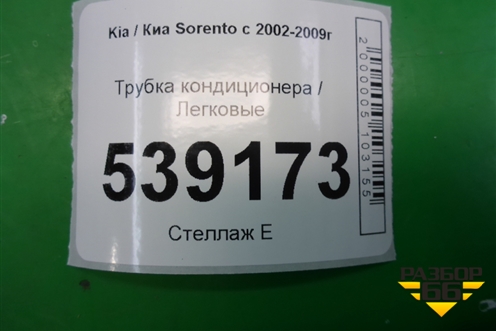 Kia / Киа Sorento с 2002-2009г
Трубка кондиционера /
Легковые
539173
Стеллаж Е
2000005103155
РАЗБОР
66